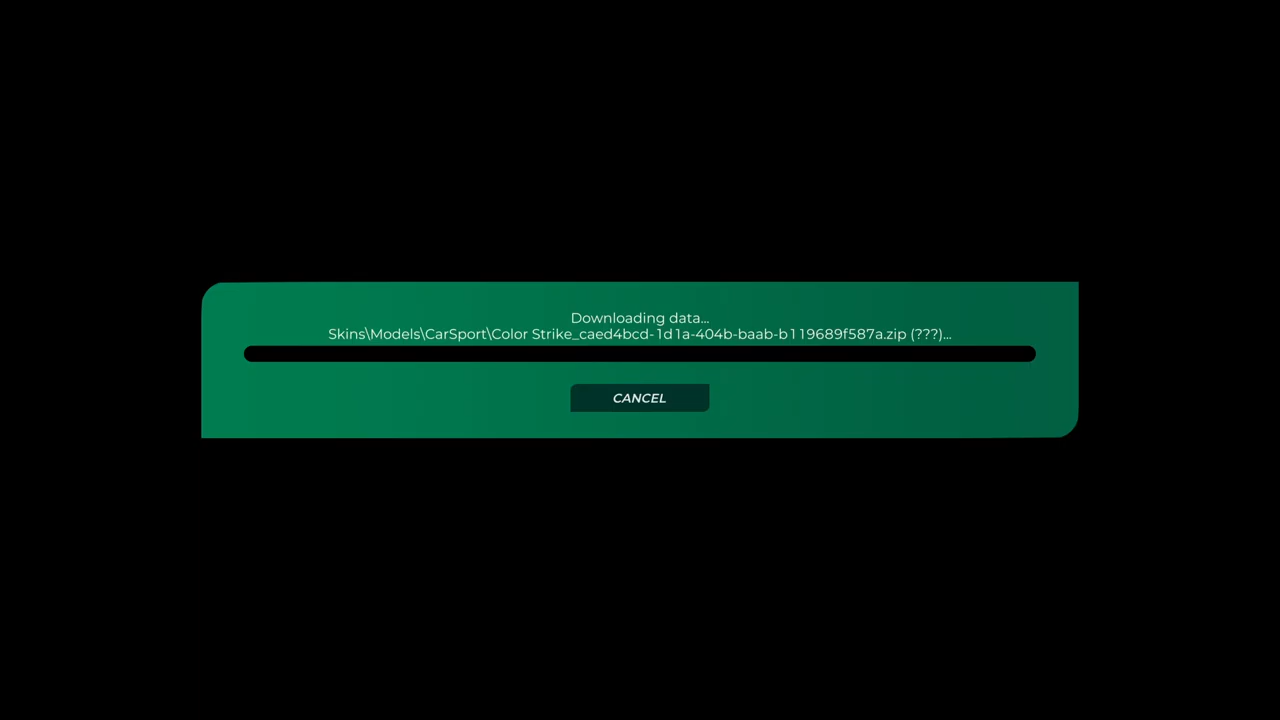 Downloading data...
Skins\Models\CarSport\Color Strike_caed4bcd-1d1a-404b-baab-b119689f587a.zip (???)...
CANCEL